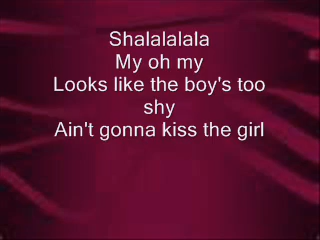 Shalalalala
My oh my
Looks like the boy's too
shy
Ain't gonna kiss the girl